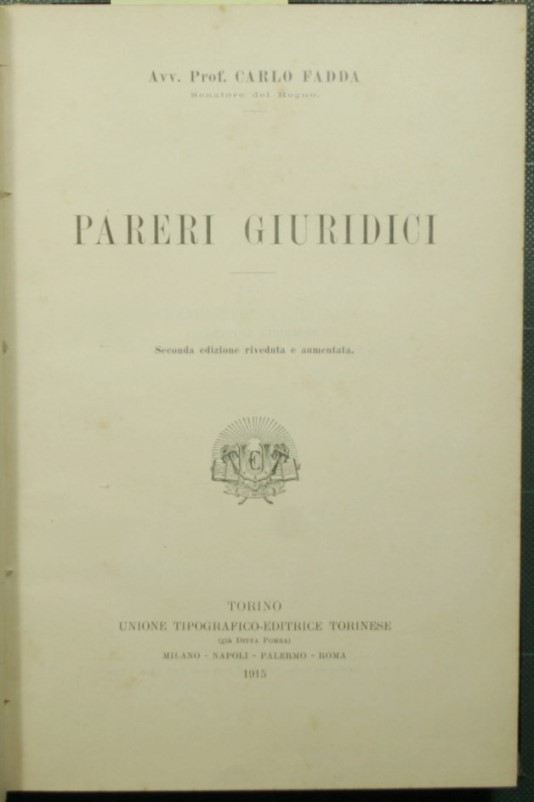 Avv. Prof. CARLO FADDA
Senatore del Regno.
PARERI GIURIDICI
Seconda edizione riveduta e aumentata.
TORINO
UNIONE TIPOGRAFICO-EDITRICE TORINESE
(già Ditta Pomba)
MILANO - NAPOLI - PALERMO - ROMA
1915